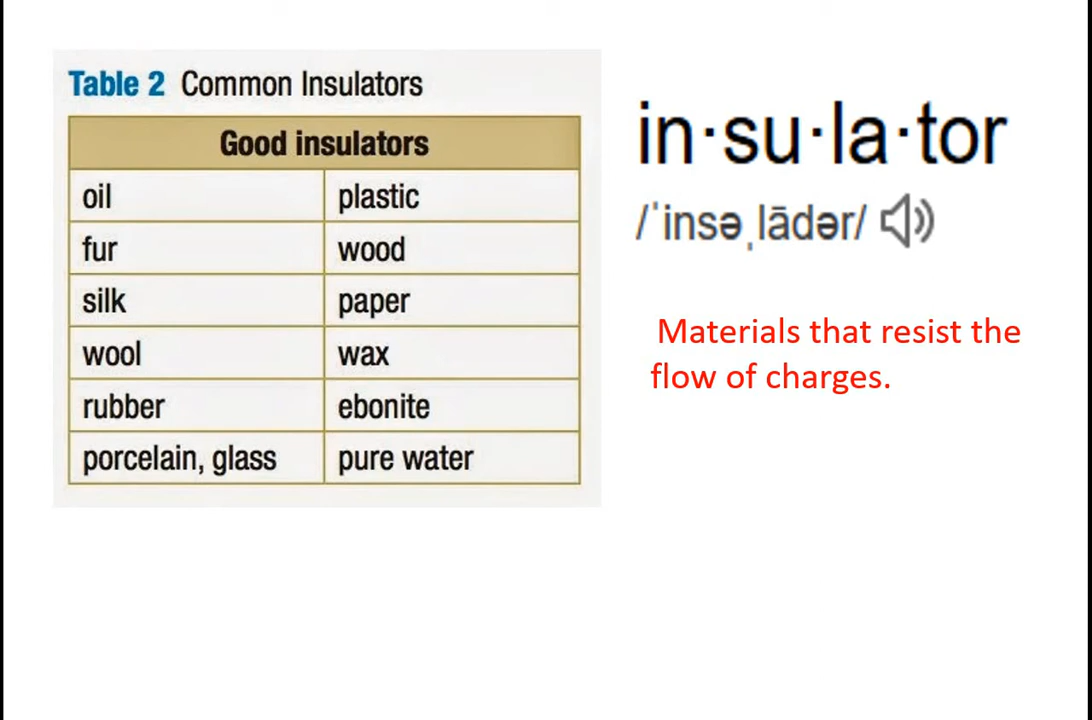 Table 2 Common Insulators
Good insulators
oil plastic
fur wood
silk paper
wool wax
rubber ebonite
porcelain, glass pure water
in·su·la·tor
/ˈinsəˌlādər/
Materials that resist the
flow of charges.